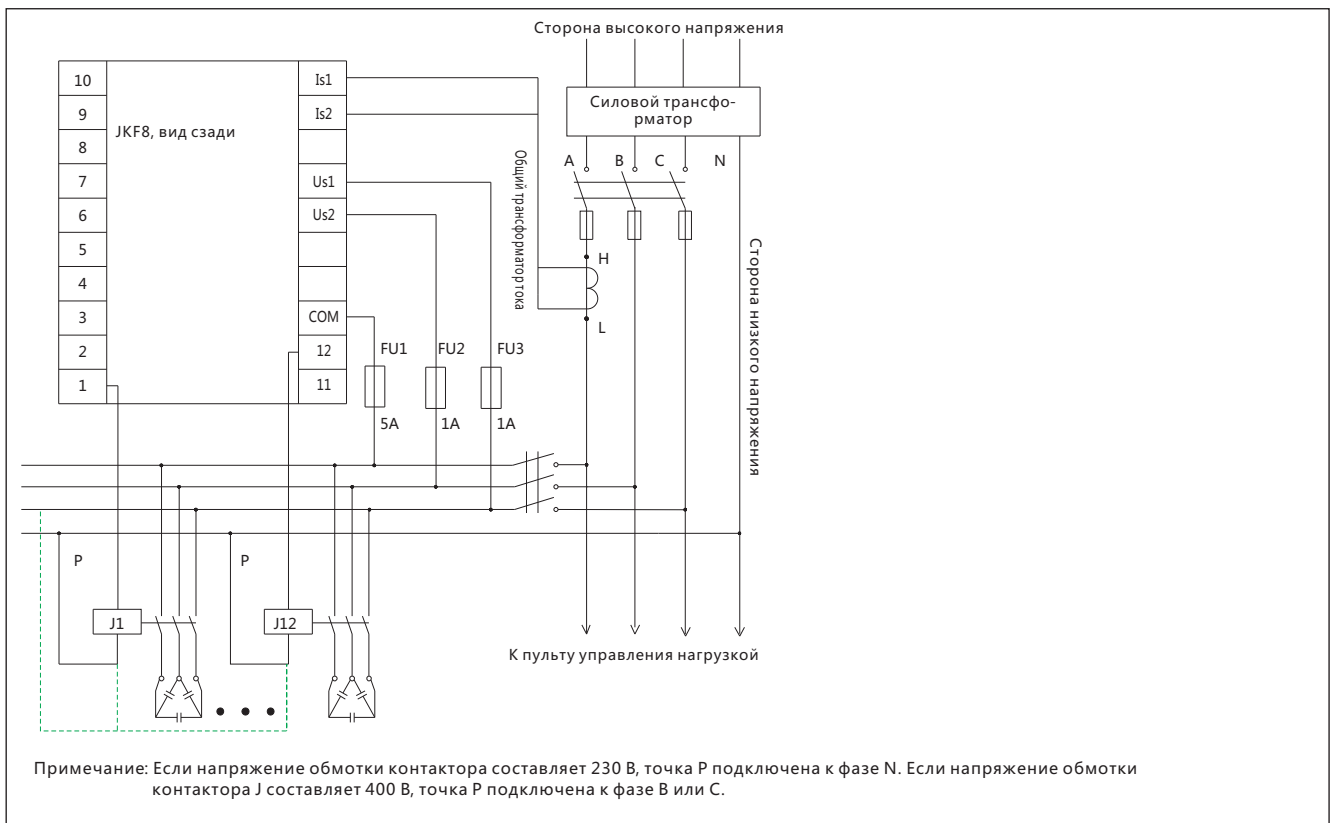 Сторона высокого напряжения
10
Is1
Силовой трансфо-
рматор
9
Is2
JKF8, вид сзади
8
Общий трансформатор тока
A
B
C
N
7
Us1
6
Us2
5
Сторона низкого напряжения
H
4
3
COM
L
2
12
FU1
FU2
FU3
1
11
5A
1A
1A
P
P
J1
J12
К пульту управления нагрузкой
Примечание: Если напряжение обмотки контактора составляет 230 В, точка P подключена к фазе N. Если напряжение обмотки
контактора J составляет 400 В, точка P подключена к фазе B или C.